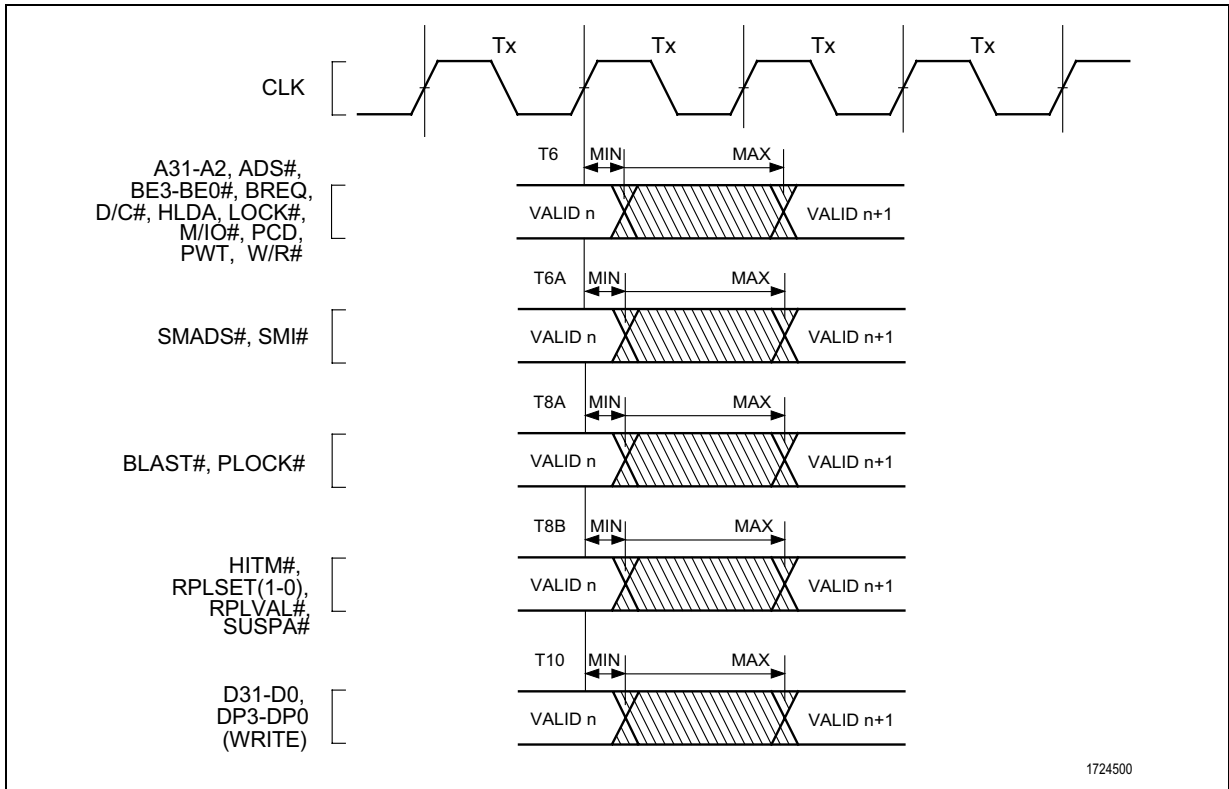 Tx Tx Tx Tx
CLK
T6 MIN MAX
A31-A2, ADS#,
BE3-BE0#, BREQ,
D/C#, HLDA, LOCK#,
M/IO#, PCD,
PWT, W/R#
VALID n VALID n+1
T6A MIN MAX
SMADS#, SMI#
VALID n VALID n+1
T8A MIN MAX
BLAST#, PLOCK#
VALID n VALID n+1
T8B MIN MAX
HITM#,
RPLSET(1-0),
RPLVAL#,
SUSPA#
VALID n VALID n+1
T10 MIN MAX
D31-D0,
DP3-DP0
(WRITE)
VALID n VALID n+1
1724500